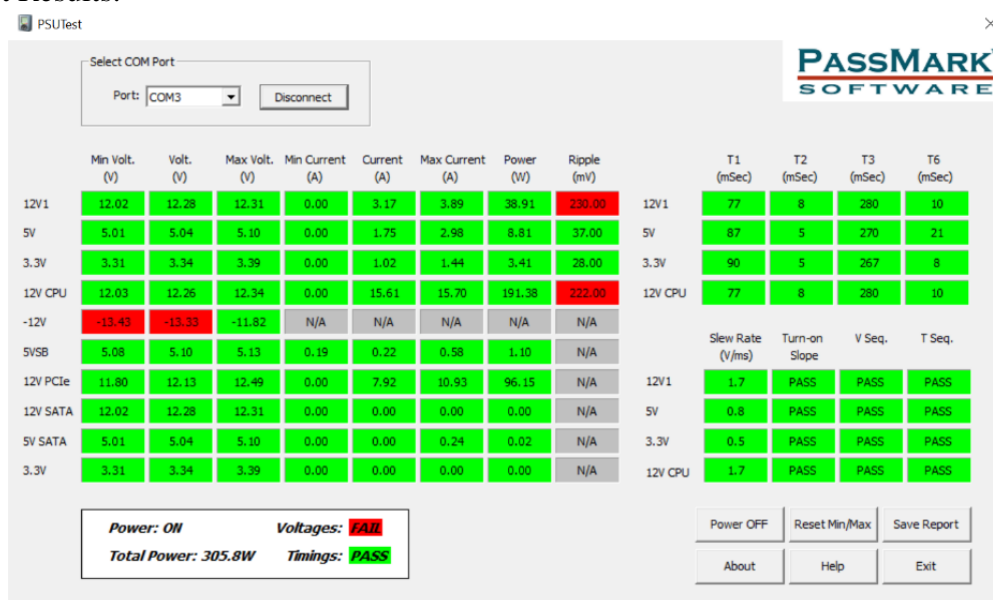 t Results:
PSUTest
Select COM Port
Port: COM3 Disconnect
PASSMARK
SOFTWARE
Min Volt. Volt. Max Volt. Min Current Current Max Current Power Ripple T1 T2 T3 T6
(V) (V) (V) (A) (A) (A) (W) (mV) (mSec) (mSec) (mSec) (mSec)
12V1 12.02 12.28 12.31 0.00 3.17 3.89 38.91 230.00 12V1 77 8 280 10
5V 5.01 5.04 5.10 0.00 1.75 2.98 8.81 37.00 5V 87 5 270 21
3.3V 3.31 3.34 3.39 0.00 1.02 1.44 3.41 28.00 3.3V 90 5 267 8
12V CPU 12.03 12.26 12.34 0.00 15.61 15.70 191.38 222.00 12V CPU 77 8 280 10
-12V -13.43 -13.33 -11.82 N/A N/A N/A N/A N/A
Slew Rate Turn-on V Seq. T Seq.
(V/ms) Slope
5VSB 5.08 5.10 5.13 0.19 0.22 0.58 1.10 N/A
12V PCIe 11.80 12.13 12.49 0.00 7.92 10.93 96.15 N/A 12V1 1.7 PASS PASS PASS
12V SATA 12.02 12.28 12.31 0.00 0.00 0.00 0.00 N/A 5V 0.8 PASS PASS PASS
5V SATA 5.01 5.04 5.10 0.00 0.00 0.24 0.02 N/A 3.3V 0.5 PASS PASS PASS
3.3V 3.31 3.34 3.39 0.00 0.00 0.00 0.00 N/A 12V CPU 1.7 PASS PASS PASS
Power: ON Voltages: FAIL
Total Power: 305.8W Timings: PASS
Power OFF Reset Min/Max Save Report
About Help Exit